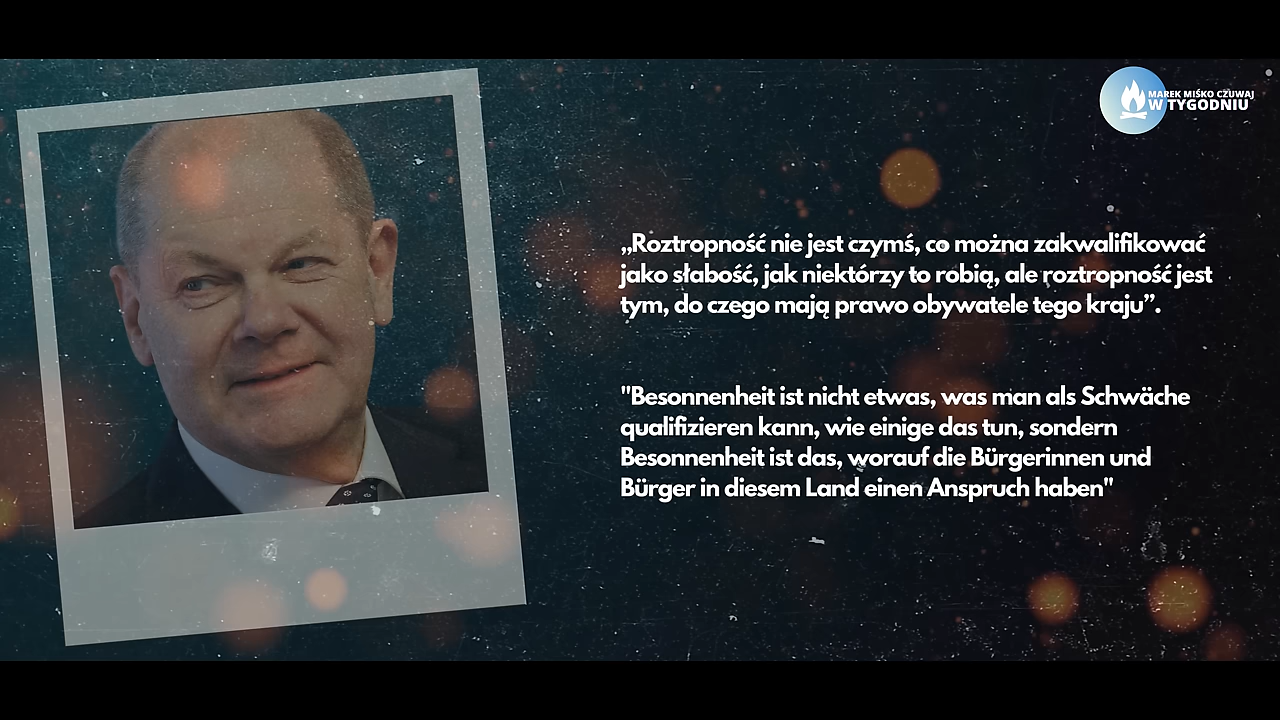 MAREK MIŚKO CZUWAJ
W TYGODNIU
„Roztropność nie jest czymś, co można zakwalifikować
jako słabość, jak niektórzy to robią, ale roztropność jest
tym, do czego mają prawo obywatele tego kraju”.
"Besonnenheit ist nicht etwas, was man als Schwäche
qualifizieren kann, wie einige das tun, sondern
Besonnenheit ist das, worauf die Bürgerinnen und
Bürger in diesem Land einen Anspruch haben"